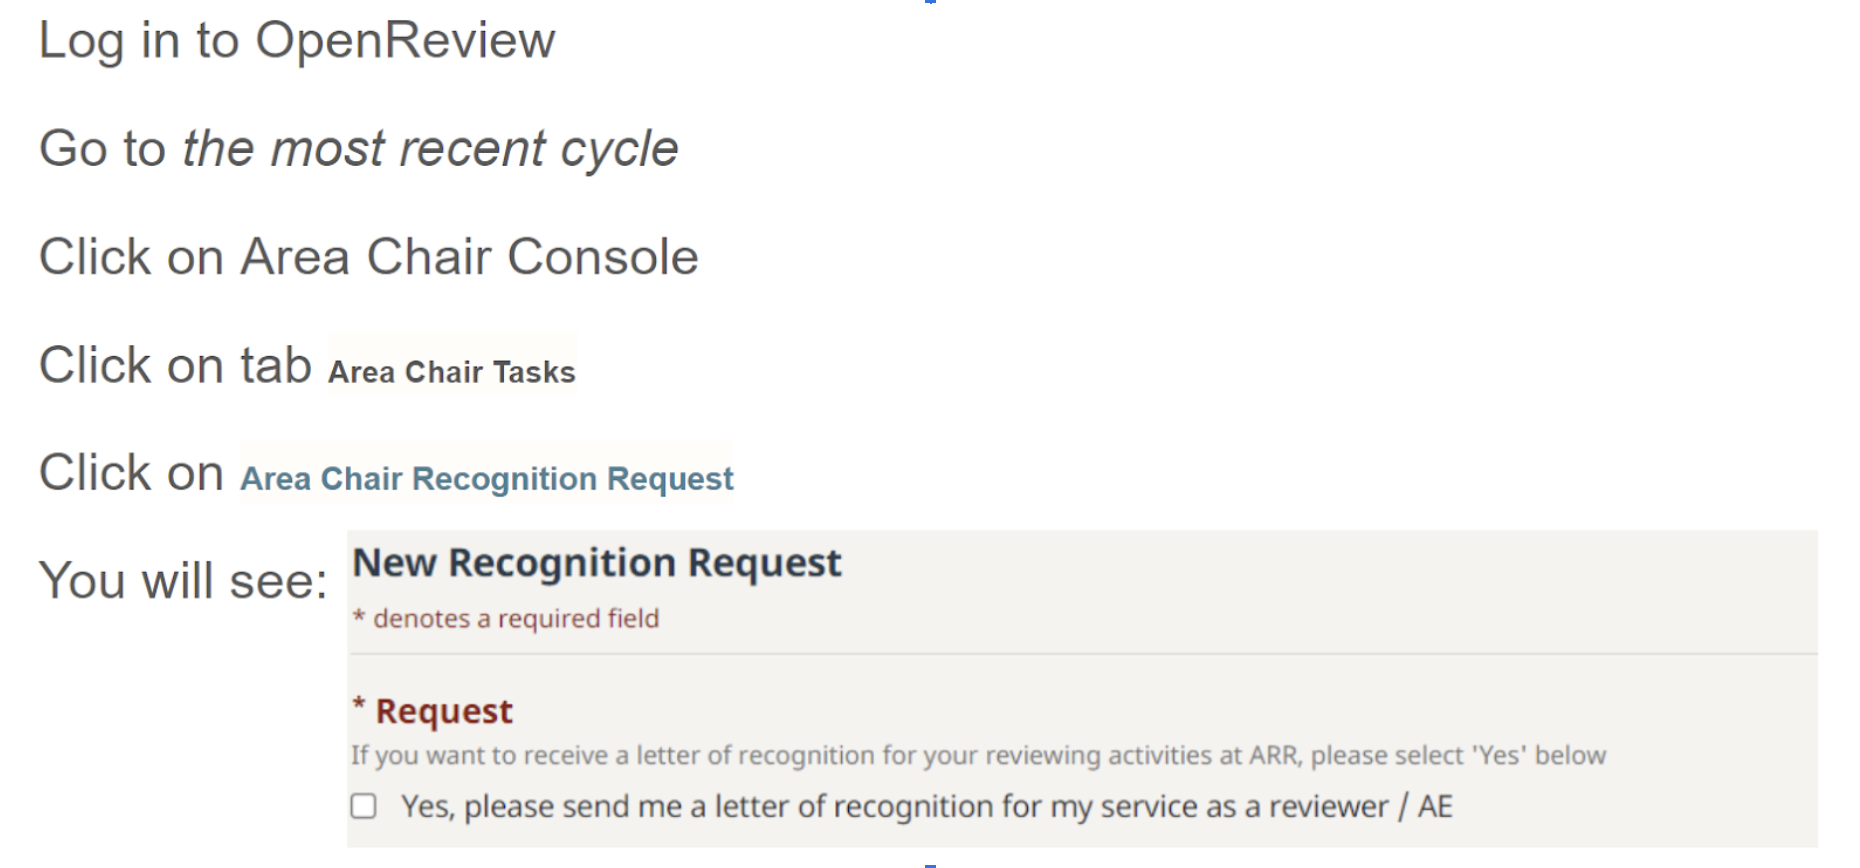 Log in to OpenReview
Go to the most recent cycle
Click on Area Chair Console
Click on tab Area Chair Tasks
Click on Area Chair Recognition Request
You will see:
New Recognition Request
* denotes a required field
* Request
If you want to receive a letter of recognition for your reviewing activities at ARR, please select 'Yes' below
Yes, please send me a letter of recognition for my service as a reviewer / AE